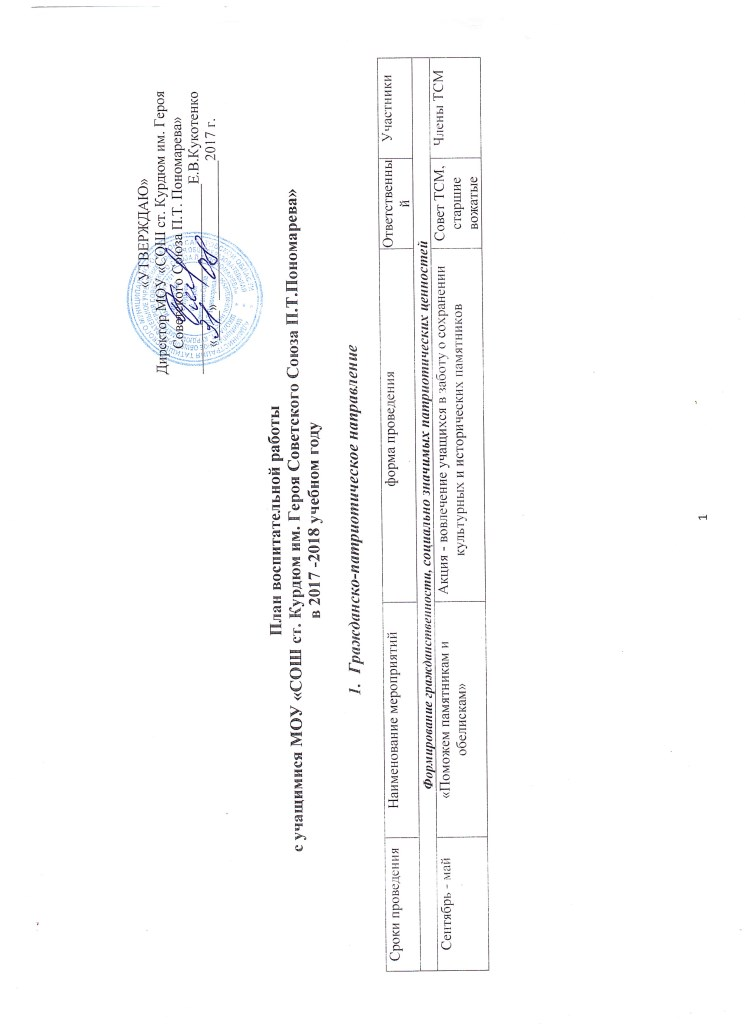 «УТВЕРЖДАЮ»
Директор МОУ «СОШ ст. Курдюм им. Героя
Советского Союза П.Т. Пономарева»
Е.В.Кукотенко
2017 г.
План воспитательной работы
с учащимися МОУ «СОШ ст. Курдюм им. Героя Советского Союза П.Т.Пономарева»
в 2017 -2018 учебном году
1. Гражданско-патриотическое направление
Сроки проведения Наименование мероприятий форма проведения Ответственны Участники
й
Формирование гражданственности, социально значимых патриотических ценностей
Сентябрь - май «Поможем памятникам и Акция - вовлечение учащихся в заботу о сохранении Совет ТСМ, Члены ТСМ
обелискам» культурных и исторических памятников старшие
вожатые
1